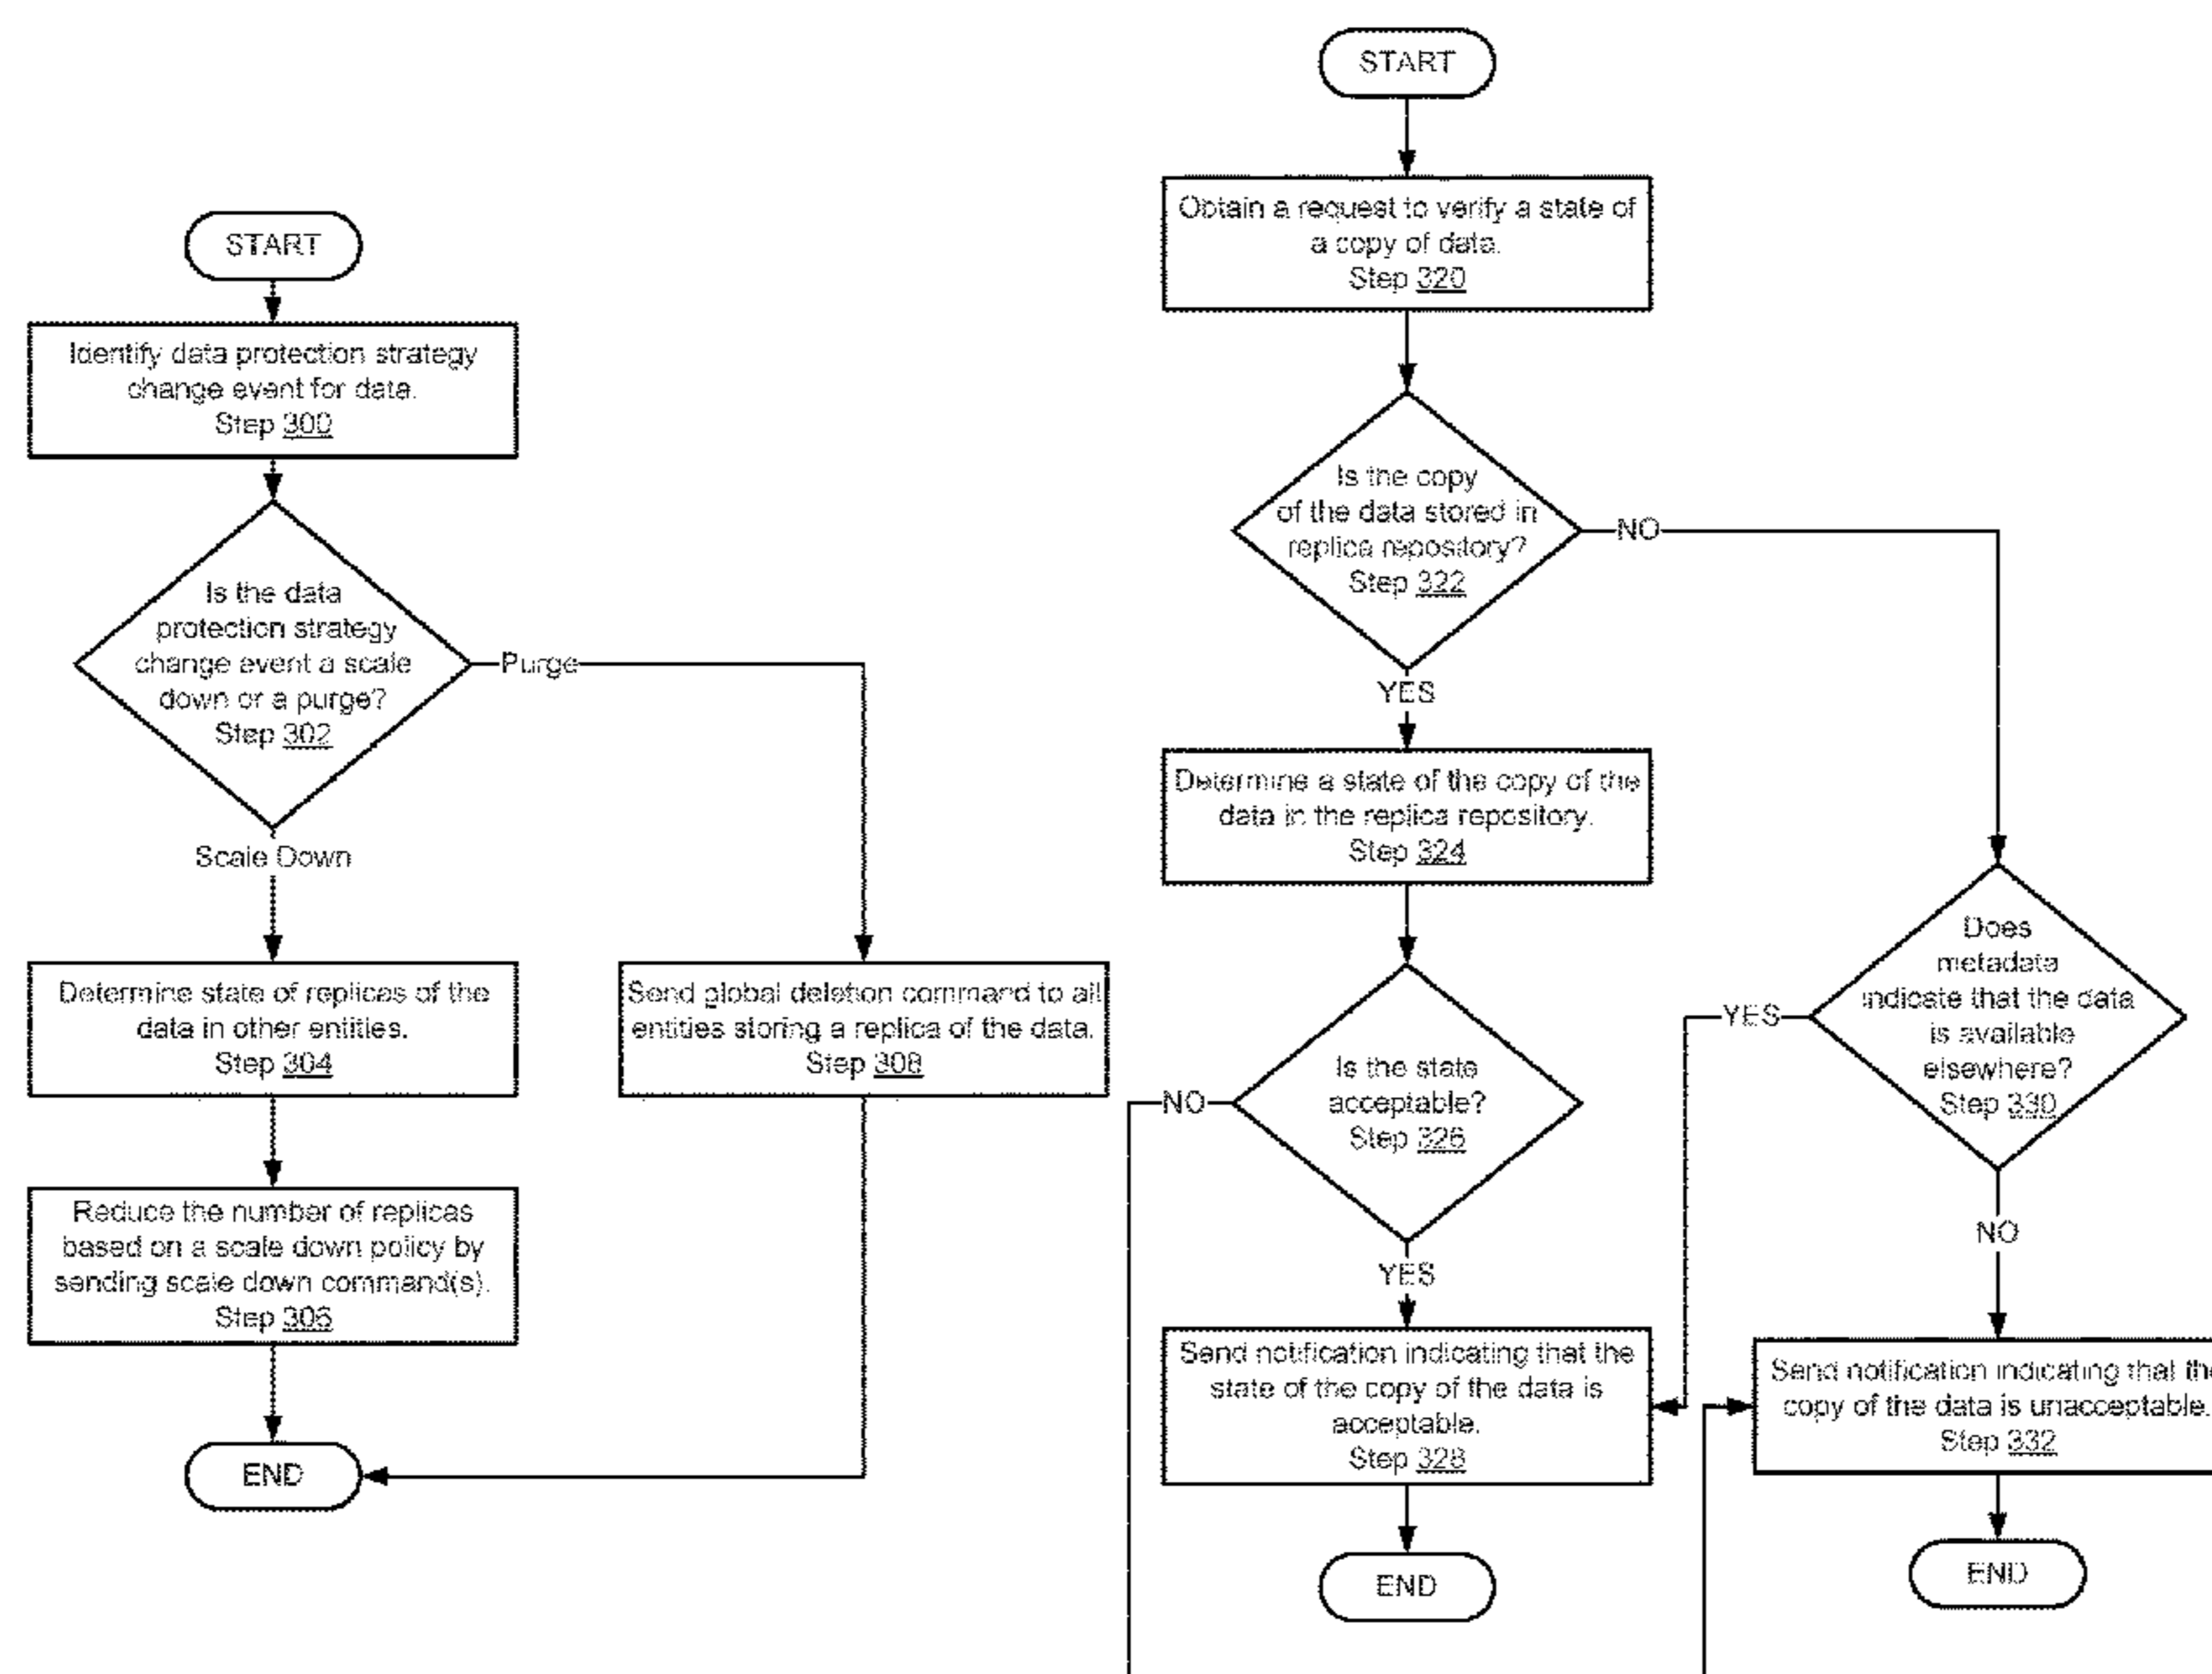 START
Identify data protection strategy
change event for data.
Step 300
Is the data
protection strategy
change event a scale
down or a purge?
Step 302
Purge
Scale Down
Determine state of replicas of the
data in other entities.
Step 304
Send global deletion command to all
entities storing a replica of the data.
Step 308
Reduce the number of replicas
based on a scale down policy by
sending scale down command(s).
Step 306
END
START
Obtain a request to verify a state of
a copy of data.
Step 320
Is the copy
of the data stored in
replica repository?
Step 322
NO
YES
Determine a state of the copy of the
data in the replica repository.
Step 324
Is the state
acceptable?
Step 326
NO
YES
Send notification indicating that the
state of the copy of the data is
acceptable.
Step 328
END
Does
metadata
indicate that the data
is available
elsewhere?
Step 330
YES
NO
Send notification indicating that the
copy of the data is unacceptable.
Step 332
END